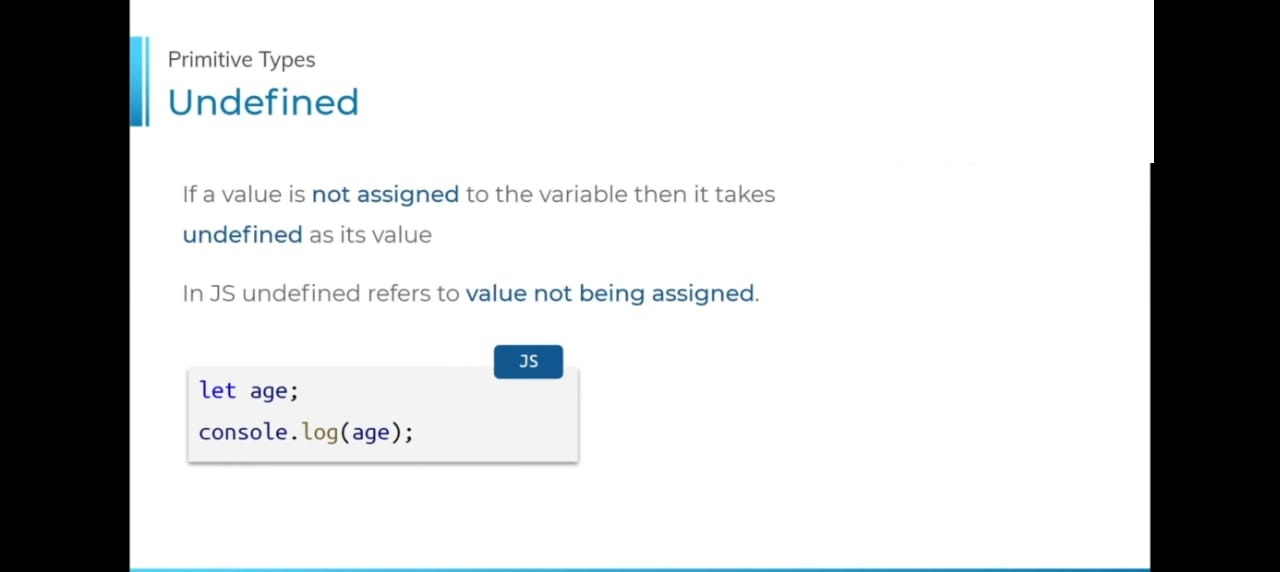 Primitive Types
Undefined
If a value is not assigned to the variable then it takes
undefined as its value
In JS undefined refers to value not being assigned.
JS
let age;
console.log(age);